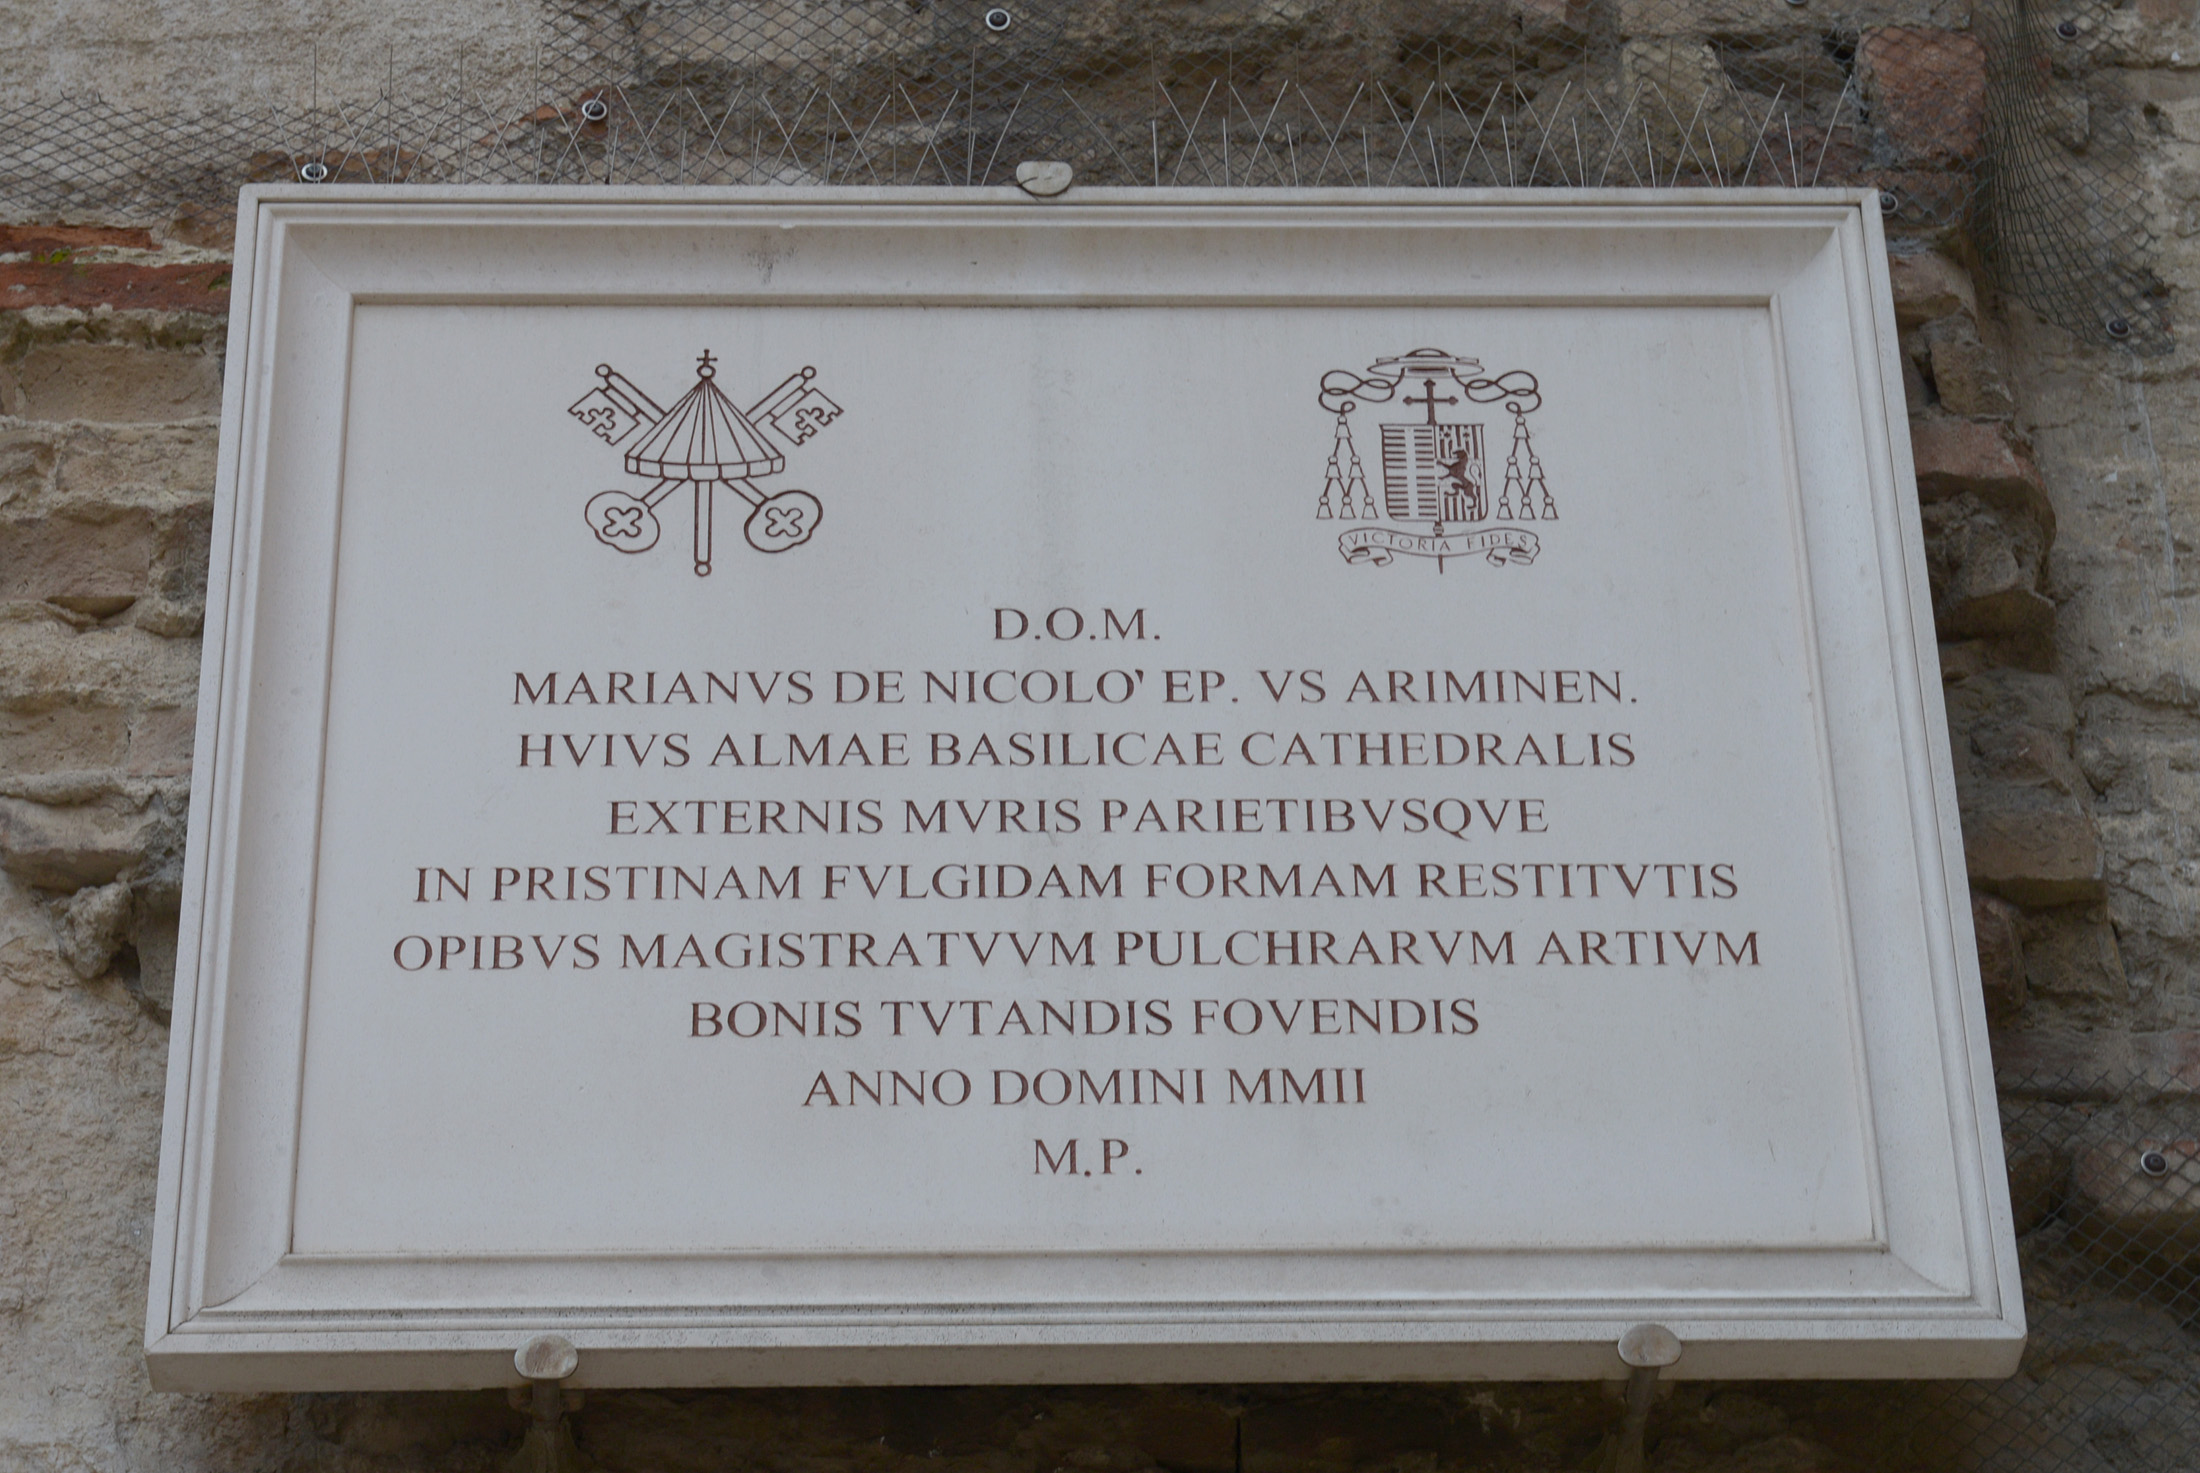 VICTORIA FIDES
D.O.M.
MARIANVS DE NICOLO' EP. VS ARIMINEN.
HVIVS ALMAE BASILICAE CATHEDRALIS
EXTERNIS MVRIS PARIETIBVSQVE
IN PRISTINAM FVLGIDAM FORMAM RESTITVTIS
OPIBVS MAGISTRATVVM PULCHRARVM ARTIVM
BONIS TVTANDIS FOVENDIS
ANNO DOMINI MMII
M.P.